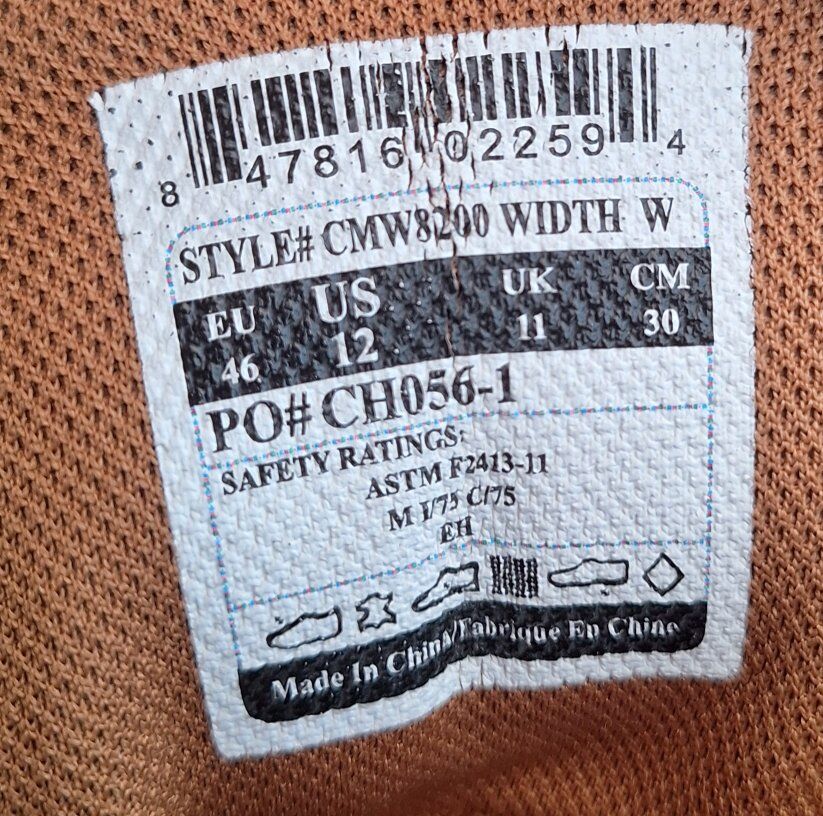 8 47816 02259 4
STYLE# CMW8200 WIDTH W
EU US UK CM
46 12 11 30
PO# CH056-1
SAFETY RATINGS:
ASTM F2413-11
M I/75 C/75
EH
Made In China/Fabrique En Chine